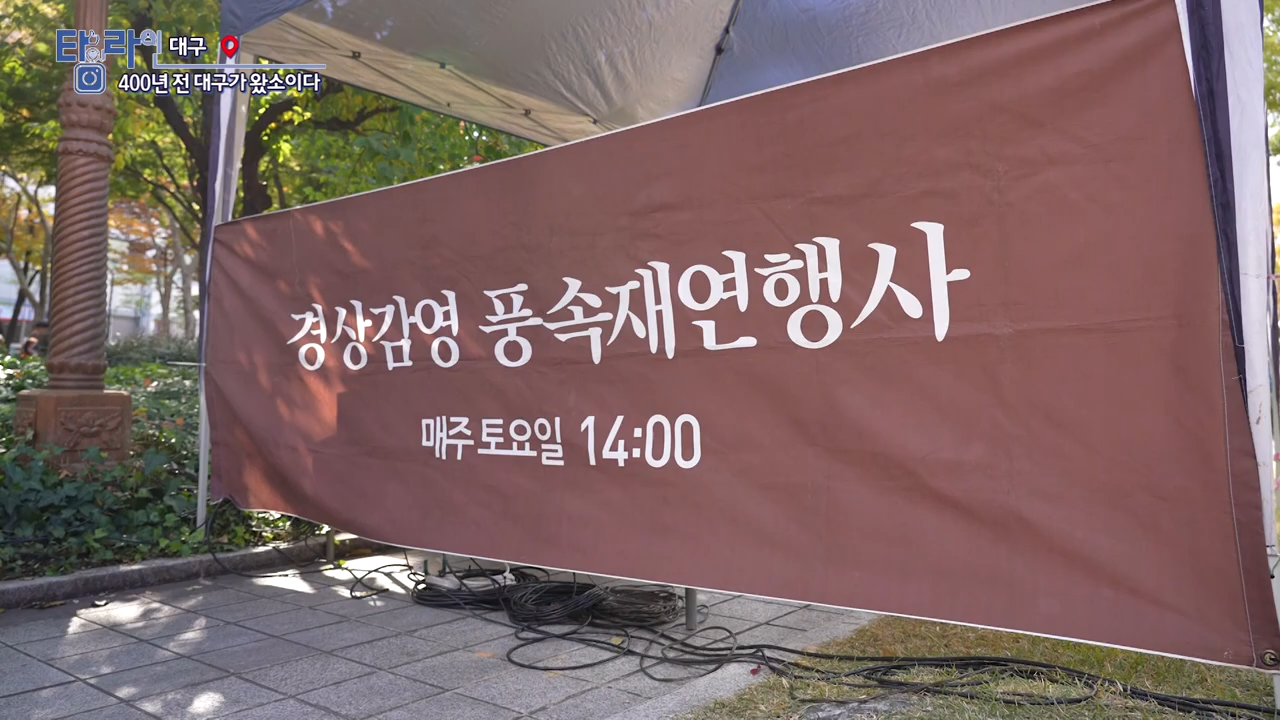 타라의 대구
400년 전 대구가 왔소이다
경상감영 풍속재연행사
매주 토요일 14:00